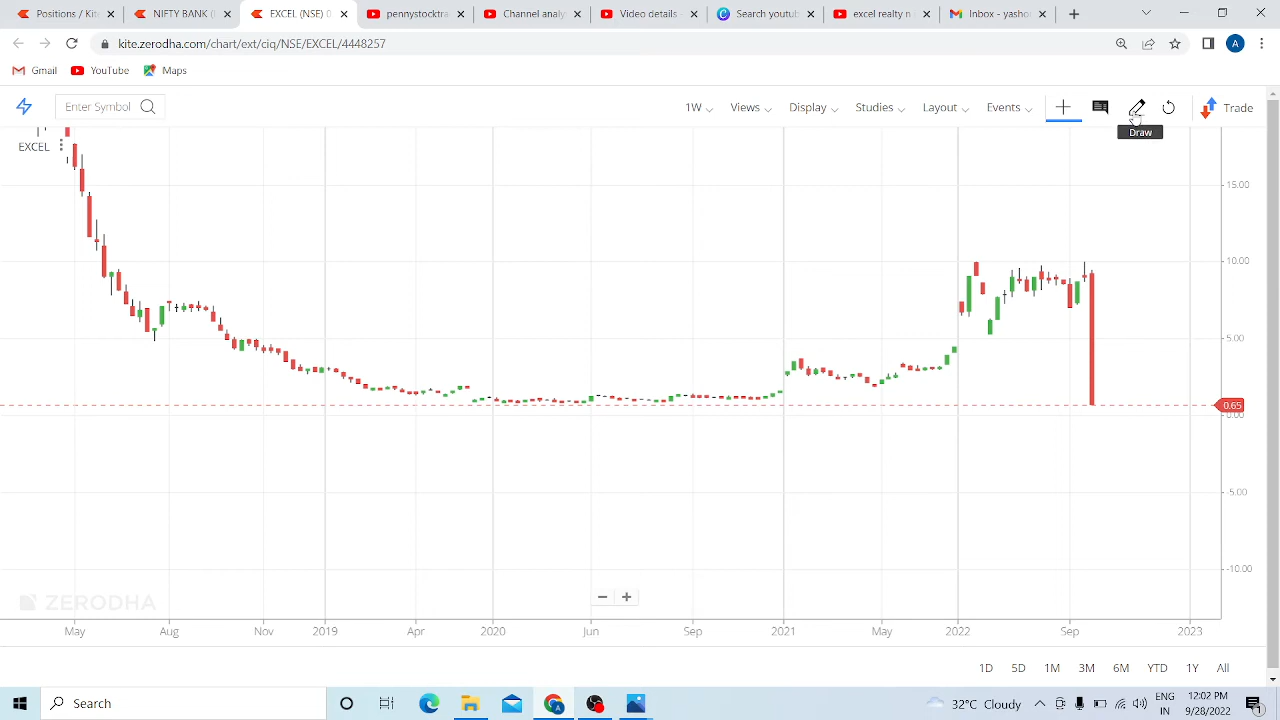 Positions / Kit
NIFTY BANK (
EXCEL (NSE) (
pennystocktra
Channel analy
Video details -
Search youtu
excel realty n
Inbox - yash
kite.zerodha.com/chart/ext/ciq/NSE/EXCEL/4448257
A
Gmail
YouTube
Maps
Enter Symbol
1W
Views
Display
Studies
Layout
Events
Trade
Draw
EXCEL
15.00
10.00
5.00
0.65
0.00
-5.00
-10.00
ZERODHA
May
Aug
Nov
2019
Apr
2020
Jun
Sep
2021
May
2022
Sep
2023
1D
5D
1M
3M
6M
YTD
1Y
All
Search
32°C Cloudy
ENG
IN
12:02 PM
9/28/2022